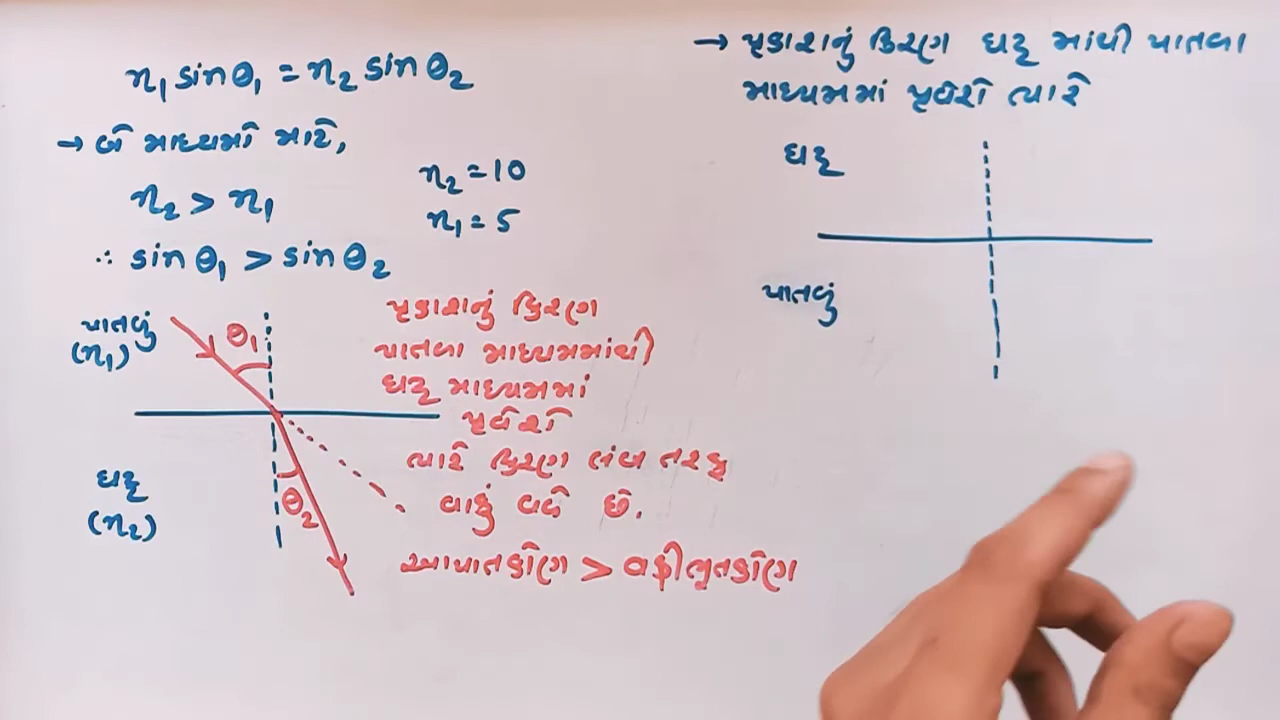 n₁ sinθ₁ = n₂ sinθ₂
→ બે માધ્યમો માટે,
n₂ > n₁
n₂ = 10
n₁ = 5
∴ sinθ₁ > sinθ₂
પાતળું
(n₁)
θ₁
ઘટ્ટ
(n₂)
θ₂
પ્રકાશનું કિરણ
પાતળા માધ્યમમાંથી
ઘટ્ટ માધ્યમમાં
પ્રવેશે
ત્યારે કિરણ લંબ તરફ
વાંકું વળે છે.
આપાતકોણ > વક્રીભૂતકોણ
→ પ્રકાશનું કિરણ ઘટ્ટ માંથી પાતળા
માધ્યમમાં પ્રવેશે ત્યારે
ઘટ્ટ
પાતળું